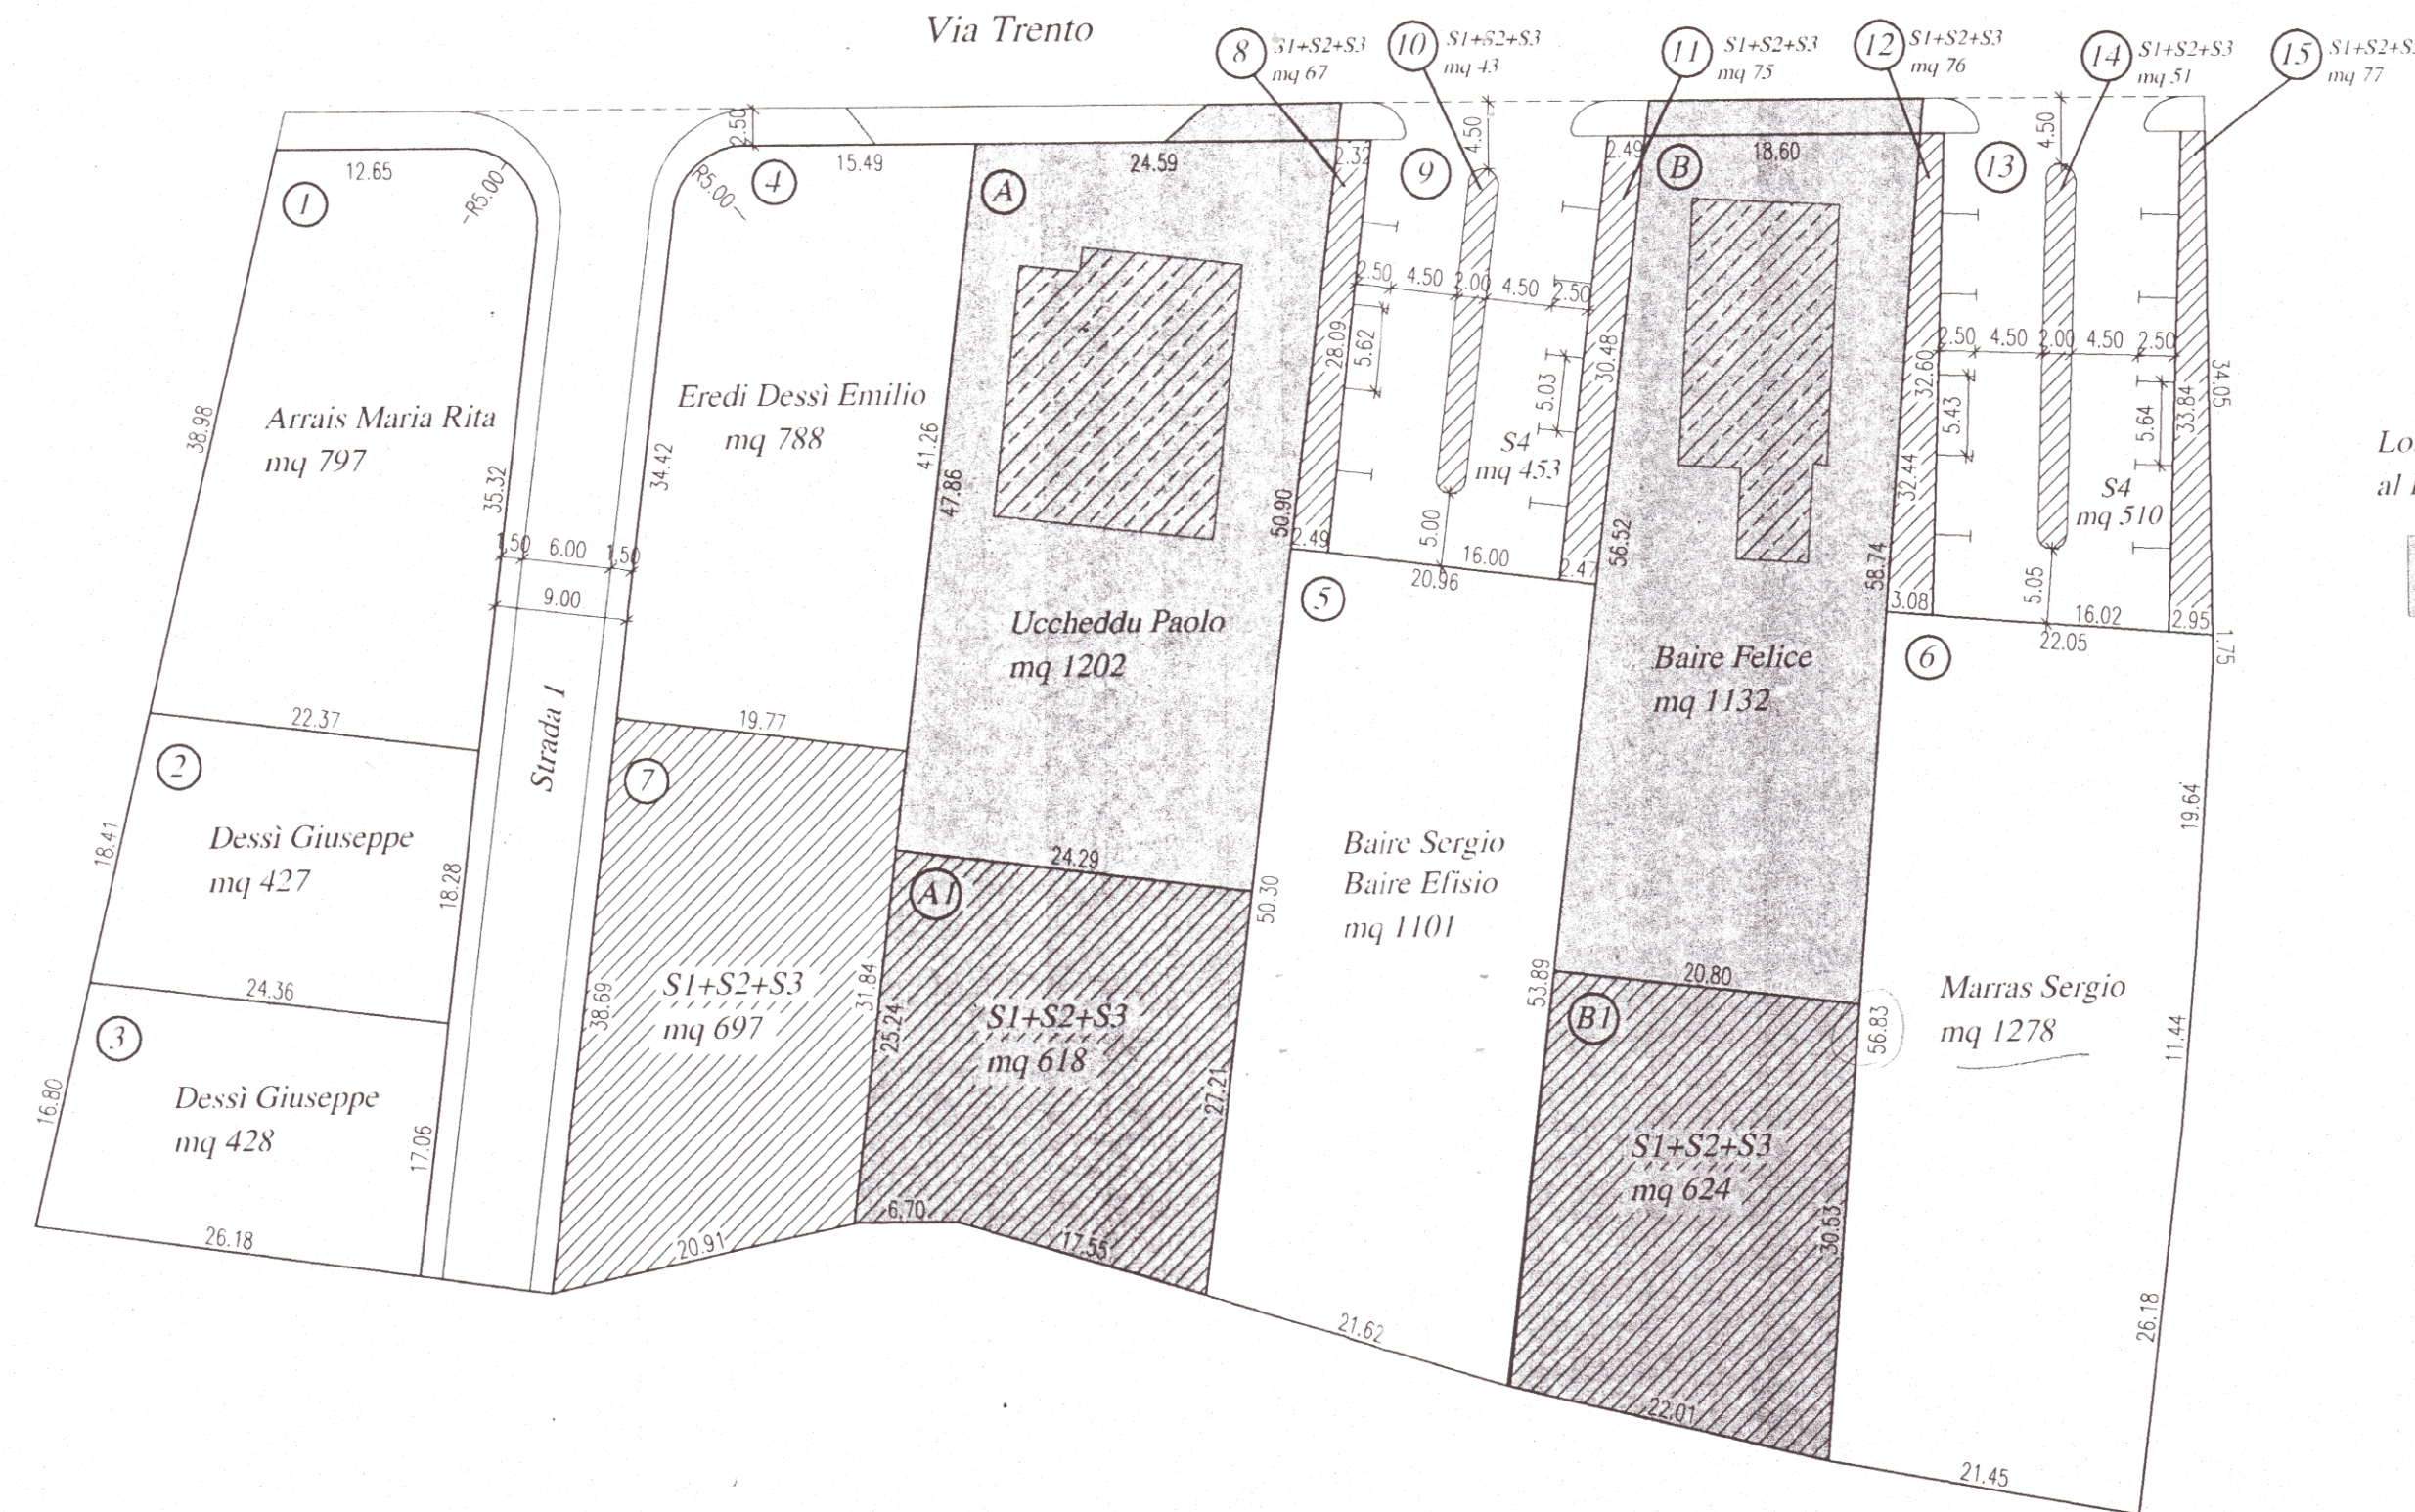 Via Trento
8
S1+S2+S3
mq 67
10
S1+S2+S3
mq 43
11
S1+S2+S3
mq 75
12
S1+S2+S3
mq 76
14
S1+S2+S3
mq 51
15
S1+S2+S3
mq 77
1
12.65
R5.00
38.98
Arrais Maria Rita
mq 797
35.32
22.37
2
Dessì Giuseppe
mq 427
18.41
18.28
24.36
3
Dessì Giuseppe
mq 428
16.80
17.06
26.18
1.50
6.00
1.50
9.00
Strada 1
2.50
4
15.49
R5.00
Eredi Dessì Emilio
mq 788
34.42
41.26
19.77
7
S1+S2+S3
mq 697
38.69
31.84
20.91
A
24.59
47.86
50.90
Uccheddu Paolo
mq 1202
24.29
A1
S1+S2+S3
mq 618
25.24
27.21
6.70
17.55
2.32
9
4.50
2.49
2.50
4.50
2.00
4.50
2.50
28.09
5.62
30.48
5.03
S4
mq 453
5.00
2.49
16.00
2.47
20.96
5
Baire Sergio
Baire Efisio
mq 1101
50.30
53.89
21.62
B
18.60
56.52
58.74
Baire Felice
mq 1132
20.80
B1
S1+S2+S3
mq 624
30.53
22.01
13
4.50
2.50
4.50
2.00
4.50
2.50
32.60
32.44
5.43
5.64
33.84
34.05
S4
mq 510
5.05
3.08
16.02
2.95
22.05
1.75
6
Marras Sergio
mq 1278
56.83
19.64
11.44
26.18
21.45